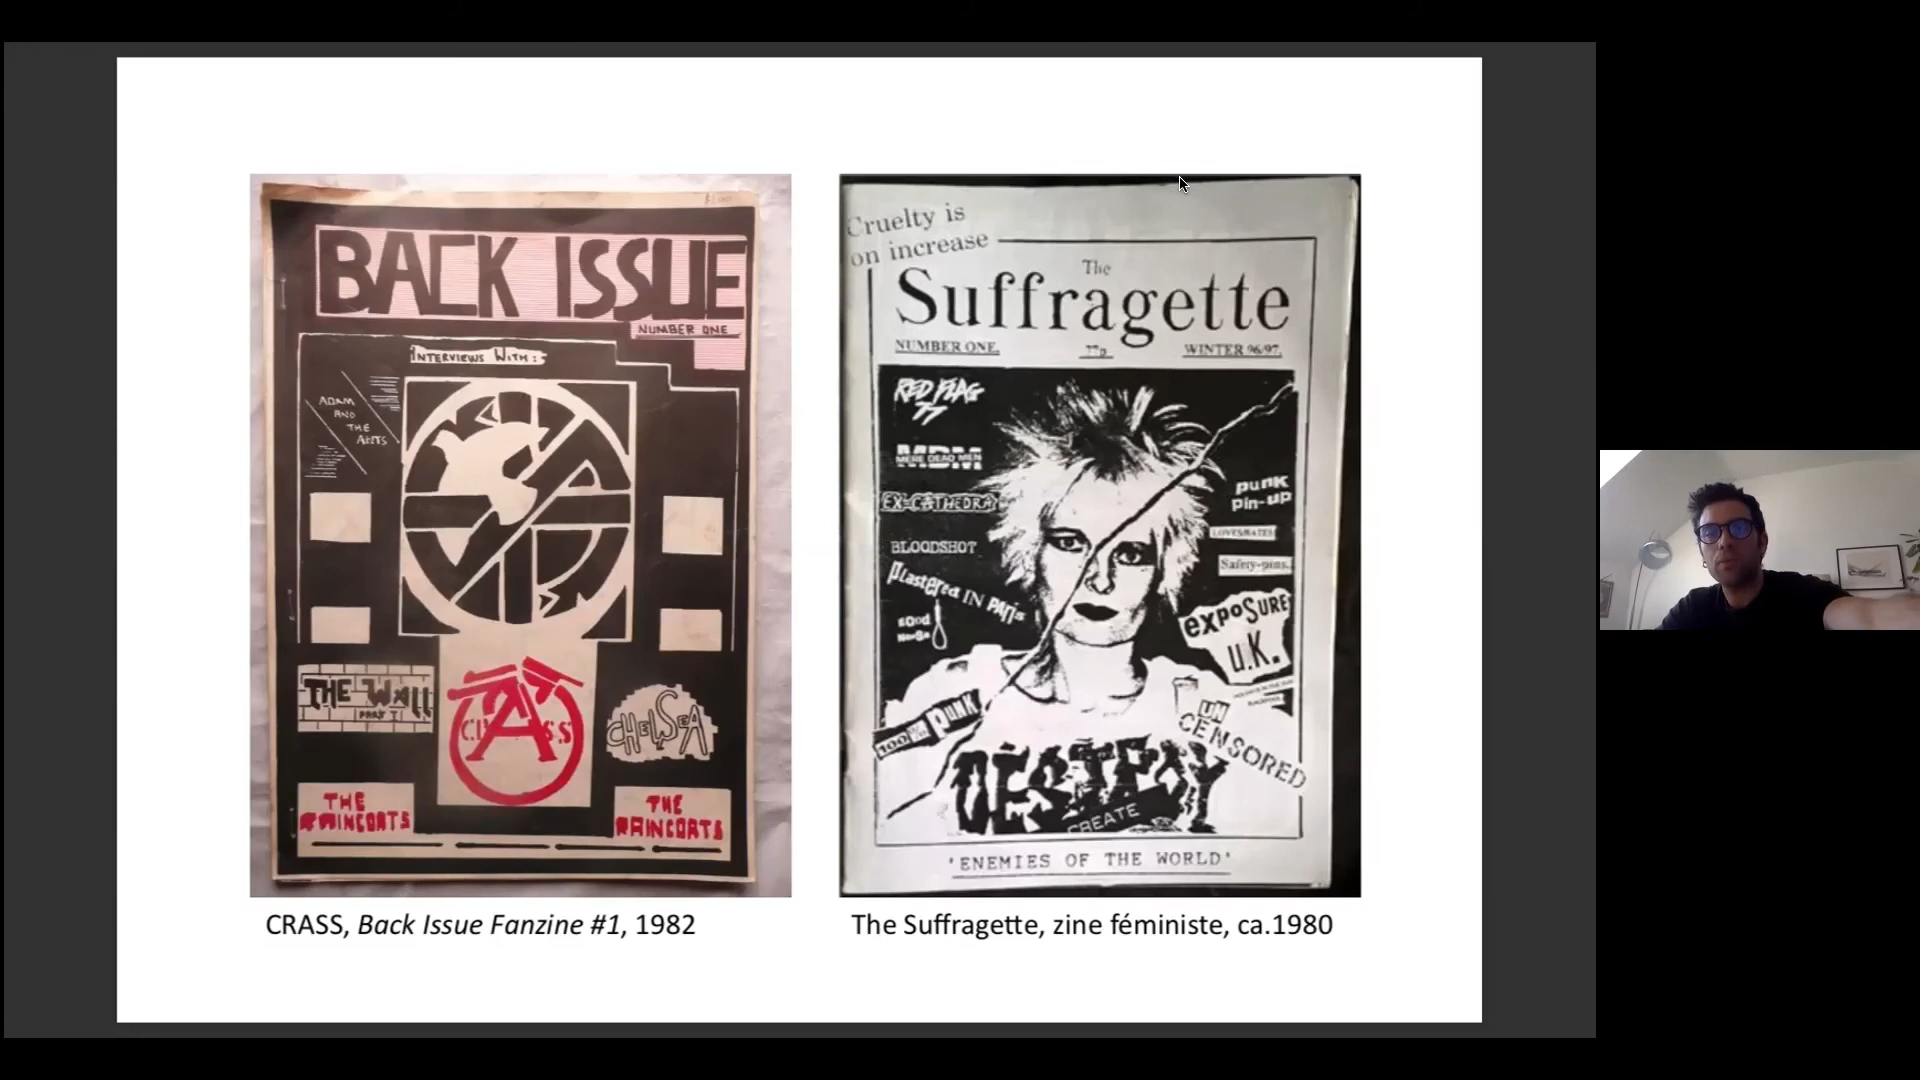 BACK ISSUE
NUMBER ONE
INTERVIEWS WITH:
ADAM
AND
THE
ANTS
THE WALL
PART I
CRASS
CHELSEA
THE
RAINCOATS
THE
RAINCOATS
CRASS, Back Issue Fanzine #1, 1982
Cruelty is
on increase
The
Suffragette
NUMBER ONE.
77p
WINTER 96/97.
RED FLAG
77
MDM
MERE DEAD MEN
EX-CATHEDRA
BLOODSHOT
Plastered IN PARis
100% punk
punk
pin-up
LOVES/HATES
Safety-pins.
exposure
U.K.
UN
CENSORED
DESTROY
CREATE
'ENEMIES OF THE WORLD'
The Suffragette, zine féministe, ca.1980